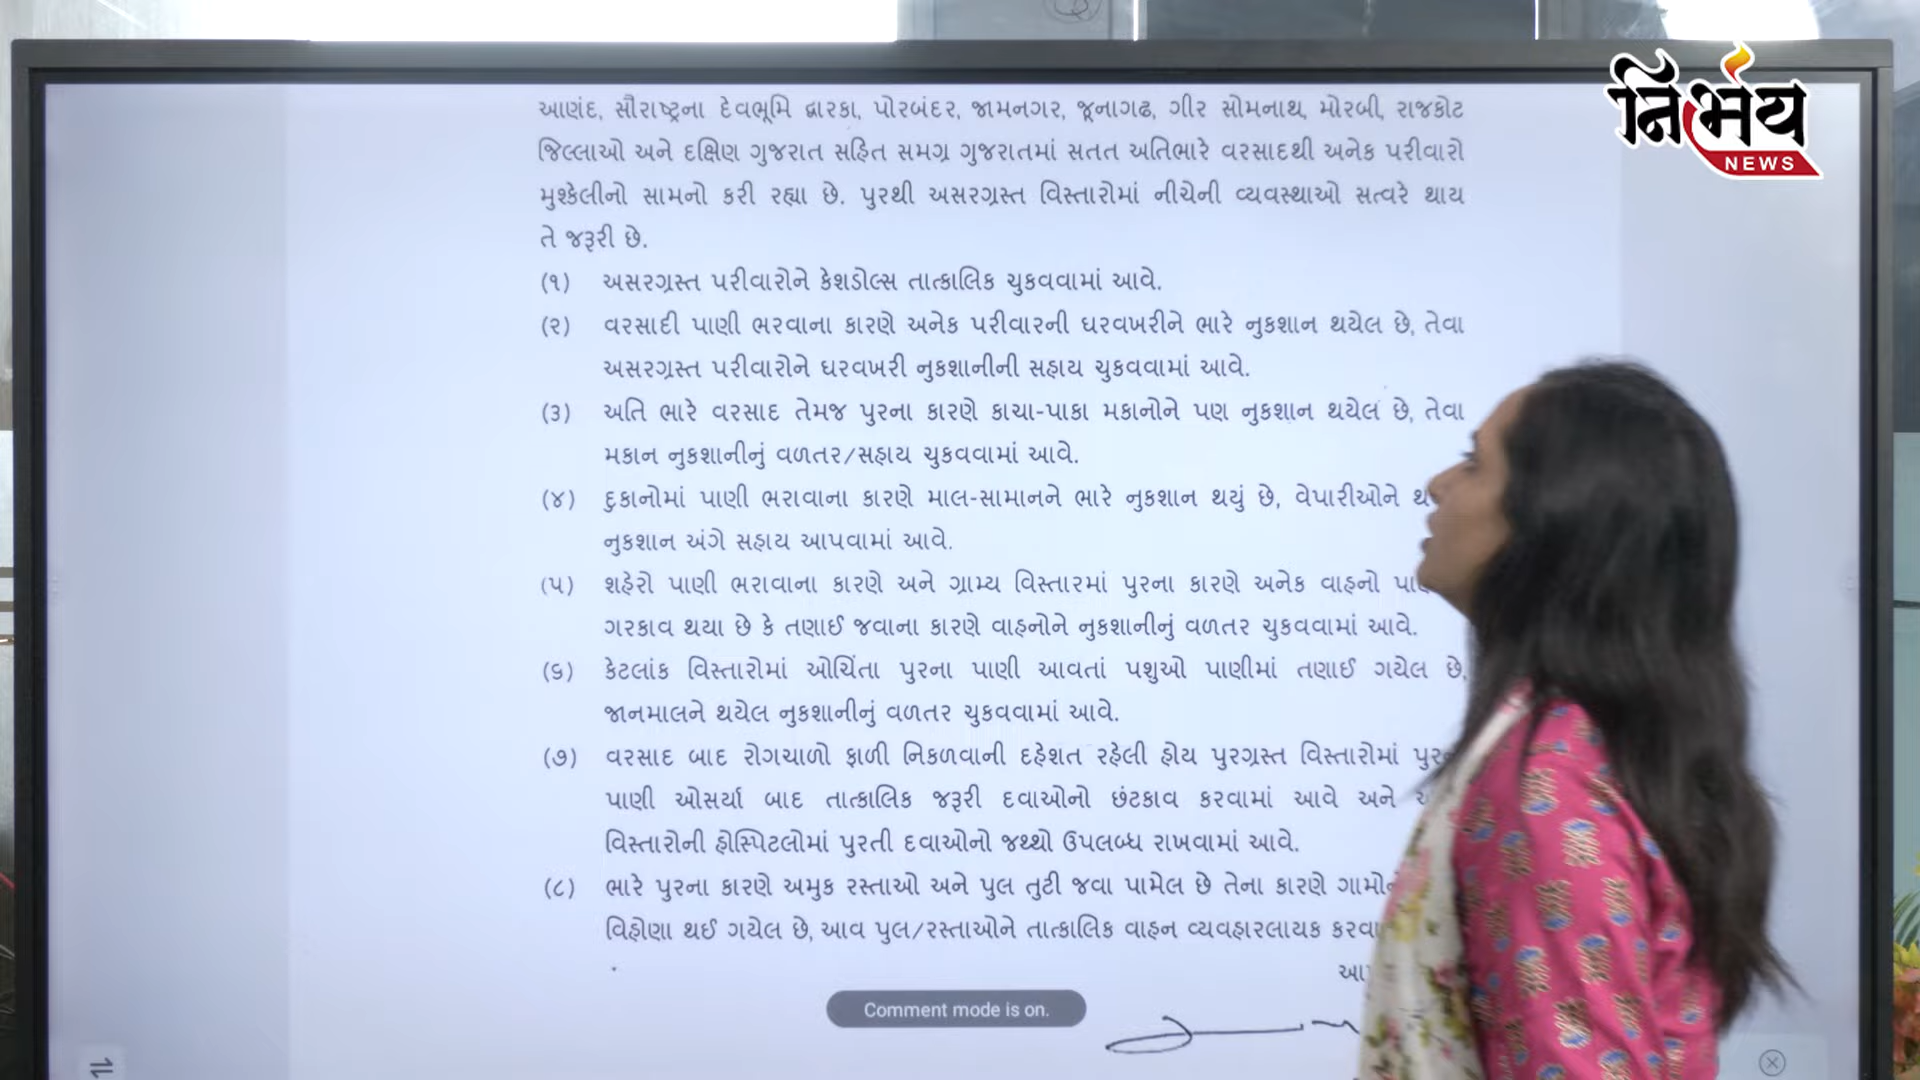 આણંદ, સૌરાષ્ટ્રના દેવભૂમિ દ્વારકા, પોરબંદર, જામનગર, જૂનાગઢ, ગીર સોમનાથ, મોરબી, રાજકોટ
જિલ્લાઓ અને દક્ષિણ ગુજરાત સહિત સમગ્ર ગુજરાતમાં સતત અતિભારે વરસાદથી અનેક પરીવારો
મુશ્કેલીનો સામનો કરી રહ્યા છે. પુરથી અસરગ્રસ્ત વિસ્તારોમાં નીચેની વ્યવસ્થાઓ સત્વરે થાય
તે જરૂરી છે.
(૧) અસરગ્રસ્ત પરીવારોને કેશડોલ્સ તાત્કાલિક ચુકવવામાં આવે.
(૨) વરસાદી પાણી ભરવાના કારણે અનેક પરીવારની ઘરવખરીને ભારે નુકશાન થયેલ છે, તેવા
અસરગ્રસ્ત પરીવારોને ઘરવખરી નુકશાનીની સહાય ચુકવવામાં આવે.
(૩) અતિ ભારે વરસાદ તેમજ પુરના કારણે કાચા-પાકા મકાનોને પણ નુકશાન થયેલ છે, તેવા
મકાન નુકશાનીનું વળતર/સહાય ચુકવવામાં આવે.
(૪) દુકાનોમાં પાણી ભરાવાના કારણે માલ-સામાનને ભારે નુકશાન થયું છે, વેપારીઓને
નુકશાન અંગે સહાય આપવામાં આવે.
(૫) શહેરો પાણી ભરાવાના કારણે અને ગ્રામ્ય વિસ્તારમાં પુરના કારણે અનેક વાહનો
ગરકાવ થયા છે કે તણાઈ જવાના કારણે વાહનોને નુકશાનીનું વળતર ચુકવવામાં આવે.
(૬) કેટલાંક વિસ્તારોમાં ઓચિંતા પુરના પાણી આવતાં પશુઓ પાણીમાં તણાઈ ગયેલ છે,
જાનમાલને થયેલ નુકશાનીનું વળતર ચુકવવામાં આવે.
(૭) વરસાદ બાદ રોગચાળો ફાળી નિકળવાની દહેશત રહેલી હોય પુરગ્રસ્ત વિસ્તારોમાં
પાણી ઓસર્યા બાદ તાત્કાલિક જરૂરી દવાઓનો છંટકાવ કરવામાં આવે અને
વિસ્તારોની હોસ્પિટલોમાં પુરતી દવાઓનો જથ્થો ઉપલબ્ધ રાખવામાં આવે.
(૮) ભારે પુરના કારણે અમુક રસ્તાઓ અને પુલ તુટી જવા પામેલ છે તેના કારણે
વિહોણા થઈ ગયેલ છે, આવ પુલ/રસ્તાઓને તાત્કાલિક વાહન વ્યવહારલાયક
Comment mode is on.
निर्भय
NEWS